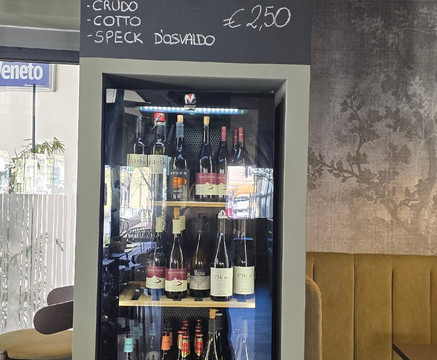 -CRUDO
-COTTO
-SPECK D'OSVALDO
€ 2,50
Veneto